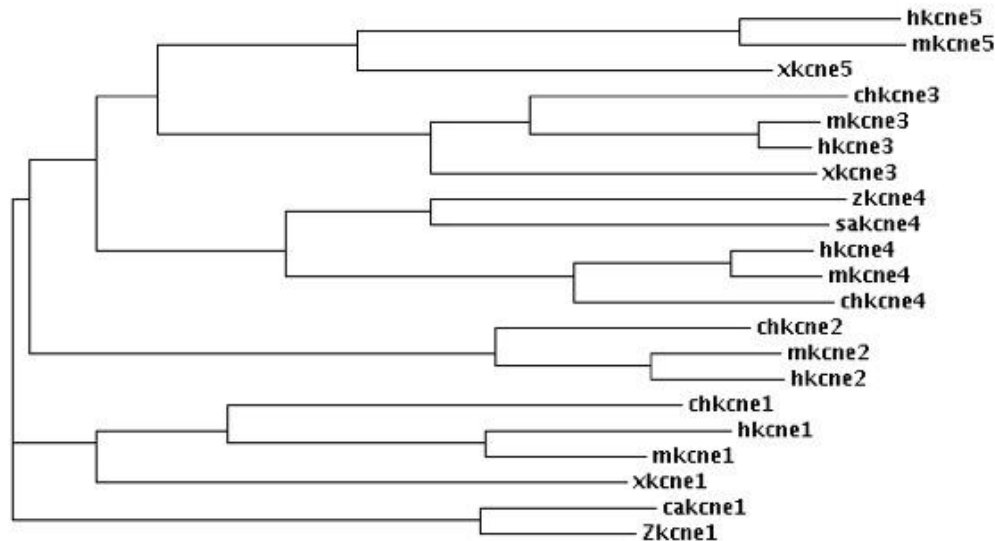 hkcne5
mkcne5
xkcne5
chkcne3
mkcne3
hkcne3
xkcne3
zkcne4
sakcne4
hkcne4
mkcne4
chkcne4
chkcne2
mkcne2
hkcne2
chkcne1
hkcne1
mkcne1
xkcne1
cakcne1
Zkcne1